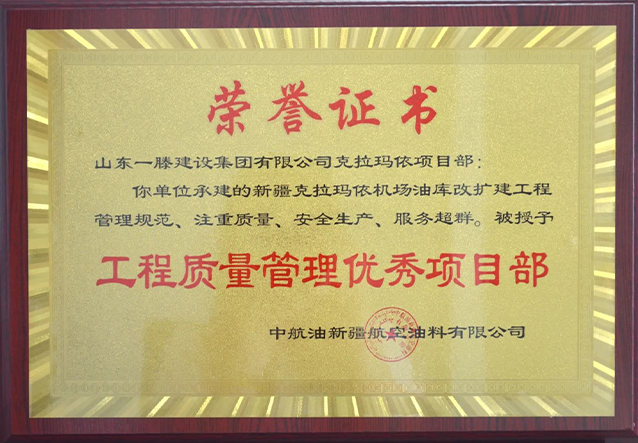 荣誉证书
山东一滕建设集团有限公司克拉玛依项目部：
你单位承建的新疆克拉玛依机场油库改扩建工程
管理规范、注重质量、安全生产、服务超群。被授予
工程质量管理优秀项目部
中航油新疆航空油料有限公司